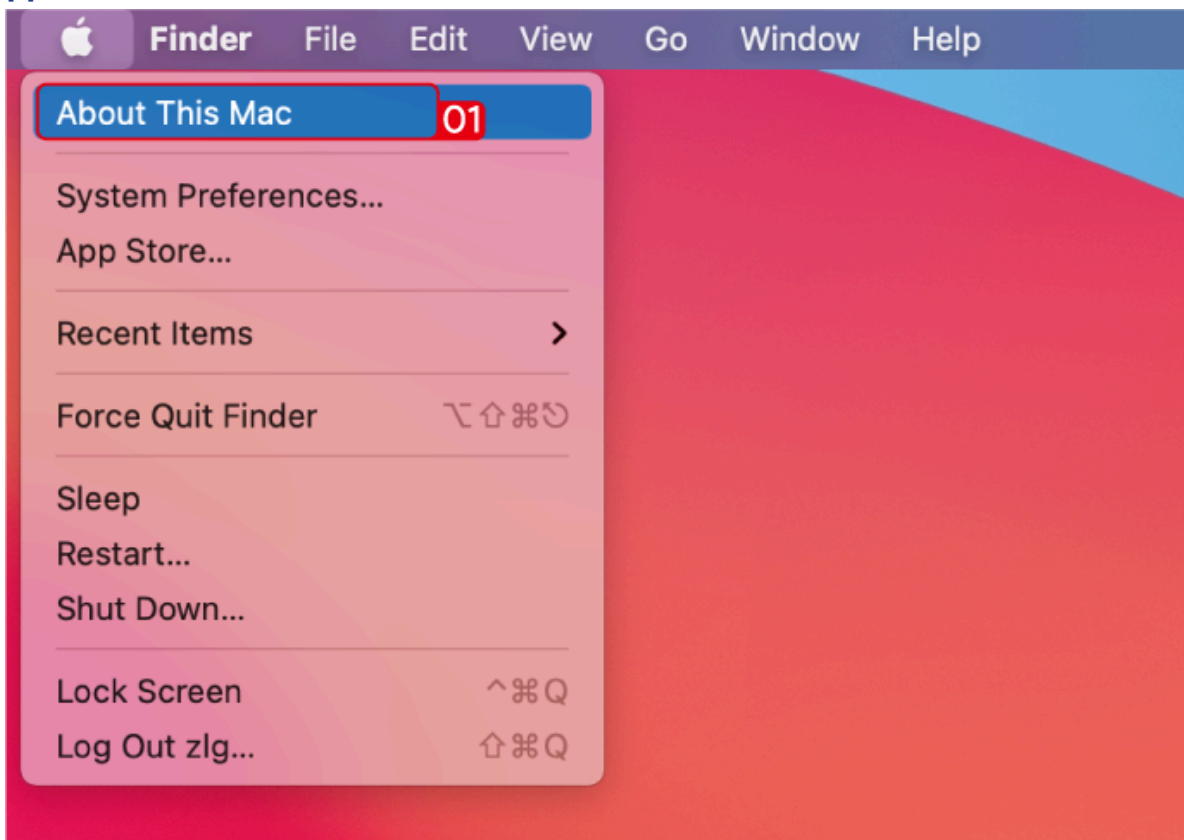 Finder File Edit View Go Window Help
About This Mac 01
System Preferences...
App Store...
Recent Items
Force Quit Finder ⌥⇧⌘⎋
Sleep
Restart...
Shut Down...
Lock Screen ^⌘Q
Log Out zlg... ⇧⌘Q